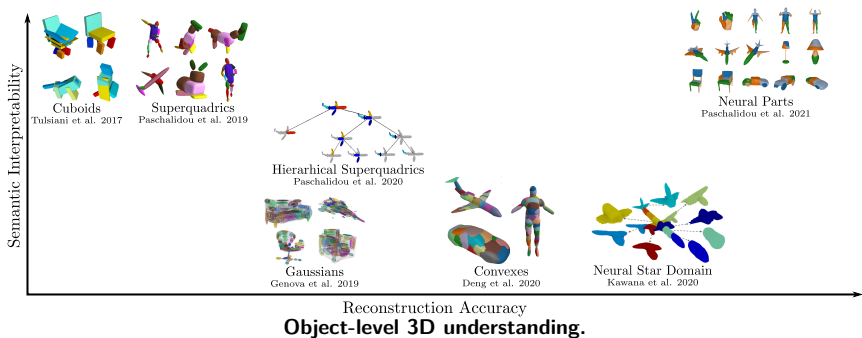 Semantic Interpretability
Cuboids
Tulsiani et al. 2017
Superquadrics
Paschalidou et al. 2019
Neural Parts
Paschalidou et al. 2021
Hierarhical Superquadrics
Paschalidou et al. 2020
Gaussians
Genova et al. 2019
Convexes
Deng et al. 2020
Neural Star Domain
Kawana et al. 2020
Reconstruction Accuracy
Object-level 3D understanding.